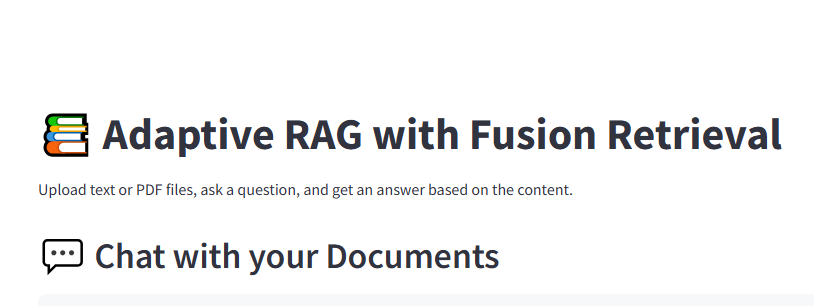 Adaptive RAG with Fusion Retrieval
Upload text or PDF files, ask a question, and get an answer based on the content.
Chat with your Documents